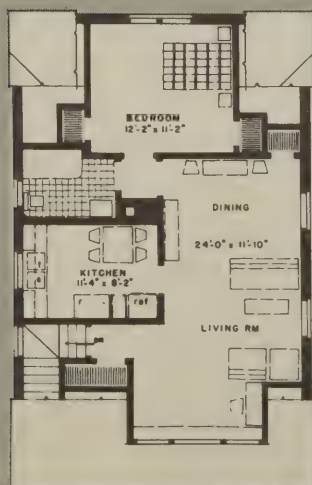 BEDROOM
12'-2" x 11'-2"
DINING
24'-0" x 11'-10"
KITCHEN
11'-4" x 8'-2"
r
ref
LIVING RM